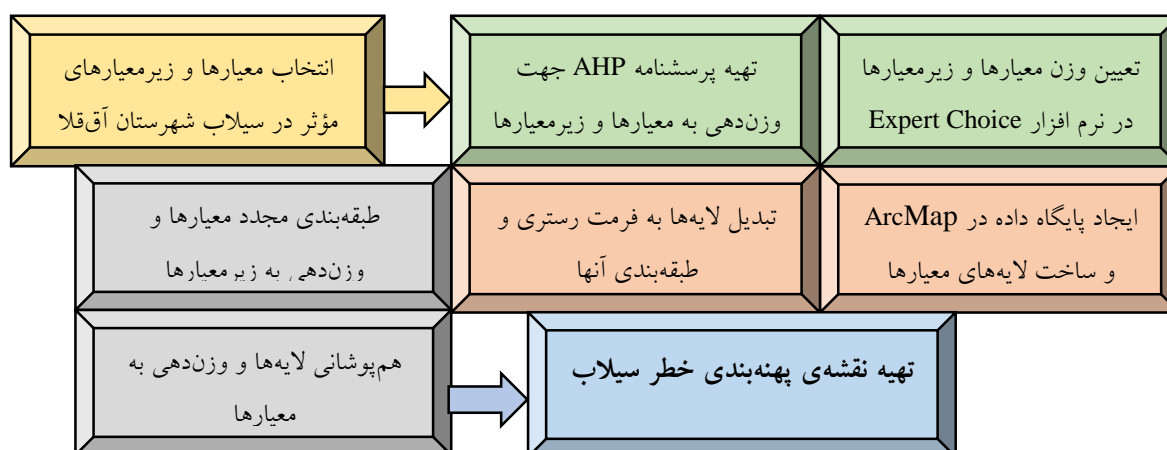 انتخاب معیارها و زیرمعیارهای
مؤثر در سیلاب شهرستان آق‌قلا
تهیه پرسشنامه AHP جهت
وزن‌دهی به معیارها و زیرمعیارها
تعیین وزن معیارها و زیرمعیارها
در نرم افزار Expert Choice
ایجاد پایگاه داده در ArcMap
و ساخت لایه‌های معیارها
تبدیل لایه‌ها به فرمت رستری و
طبقه‌بندی آنها
طبقه‌بندی مجدد معیارها و
وزن‌دهی به زیرمعیارها
هم‌پوشانی لایه‌ها و وزن‌دهی به
معیارها
تهیه نقشه‌ی پهنه‌بندی خطر سیلاب